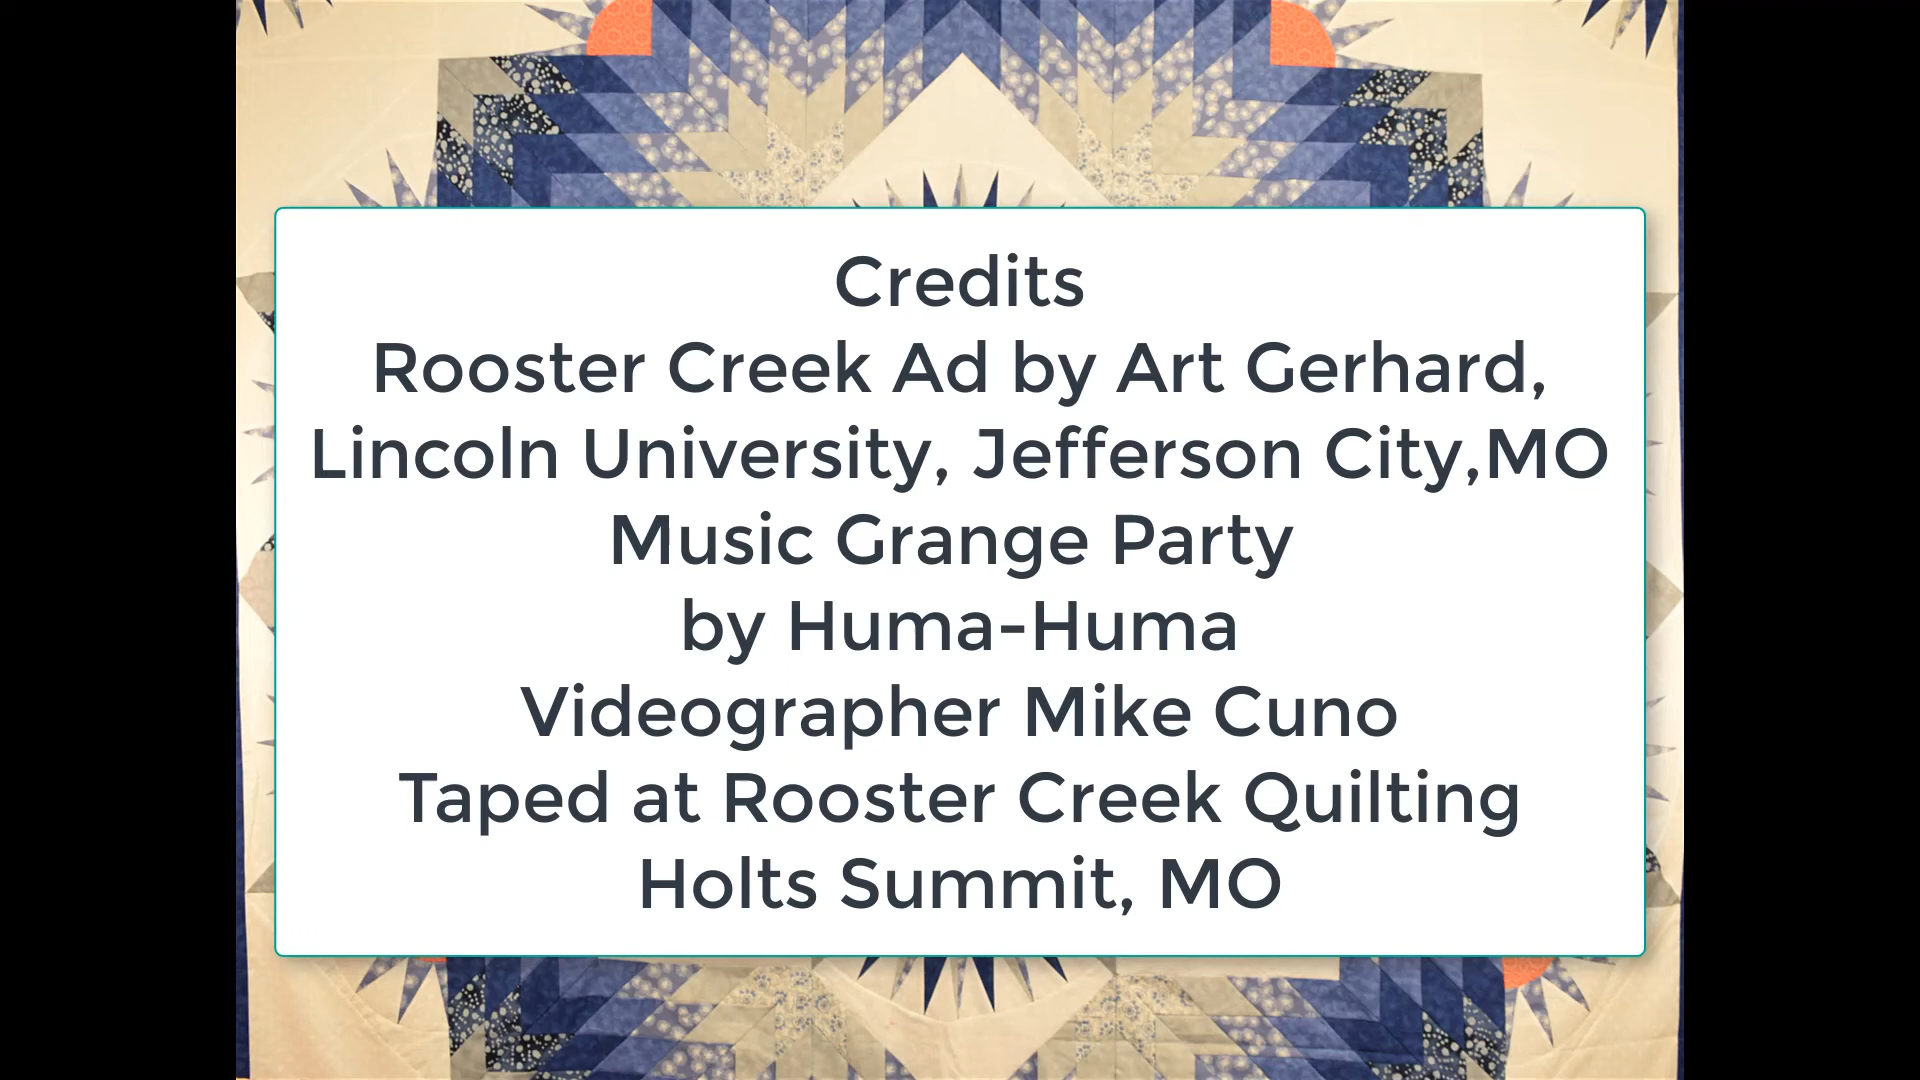 Credits
Rooster Creek Ad by Art Gerhard,
Lincoln University, Jefferson City,MO
Music Grange Party
by Huma-Huma
Videographer Mike Cuno
Taped at Rooster Creek Quilting
Holts Summit, MO